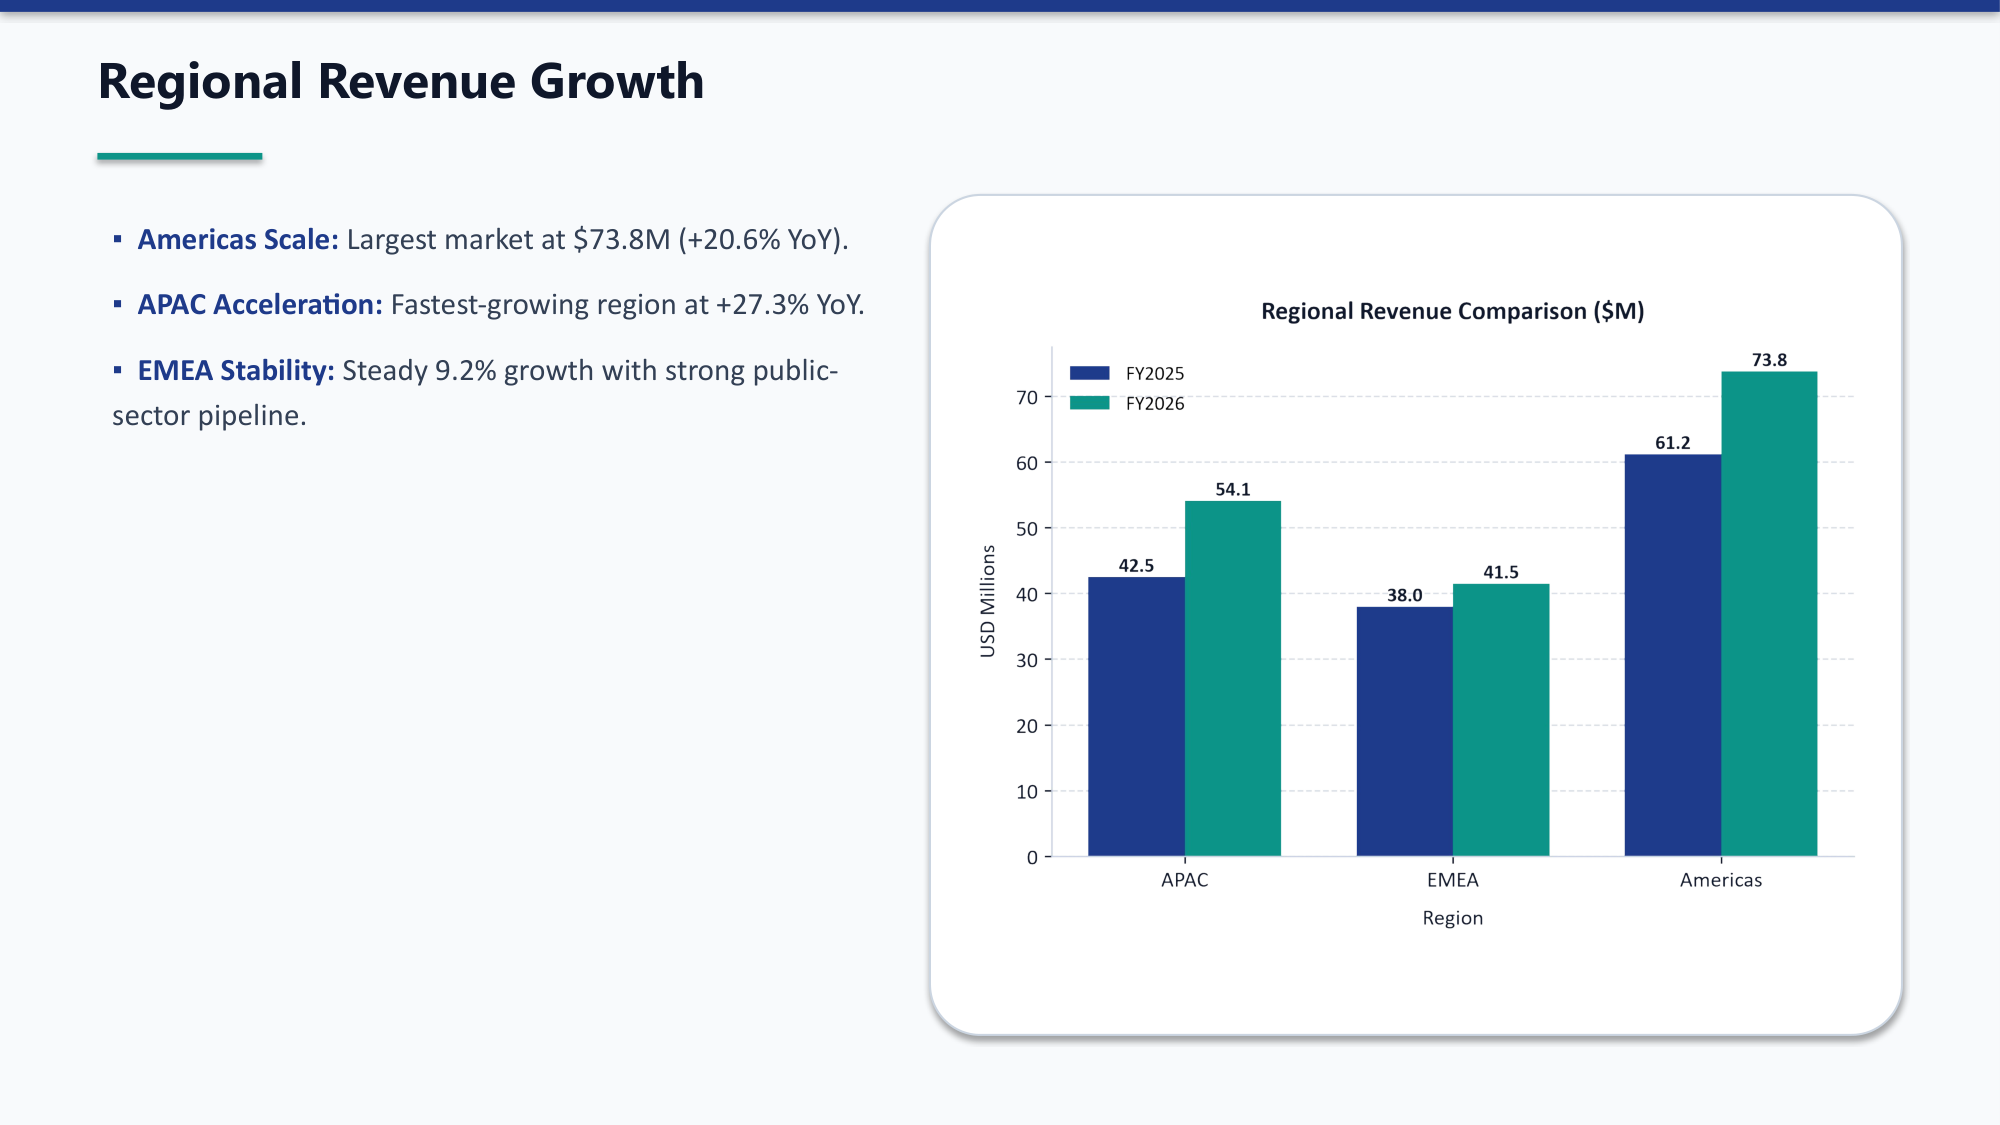 Regional Revenue Growth
▪ Americas Scale: Largest market at $73.8M (+20.6% YoY).
▪ APAC Acceleration: Fastest-growing region at +27.3% YoY.
▪ EMEA Stability: Steady 9.2% growth with strong public-
sector pipeline.
Regional Revenue Comparison ($M)
FY2025
FY2026
USD Millions
70
60
50
40
30
20
10
0
42.5
54.1
38.0
41.5
61.2
73.8
APAC
EMEA
Americas
Region